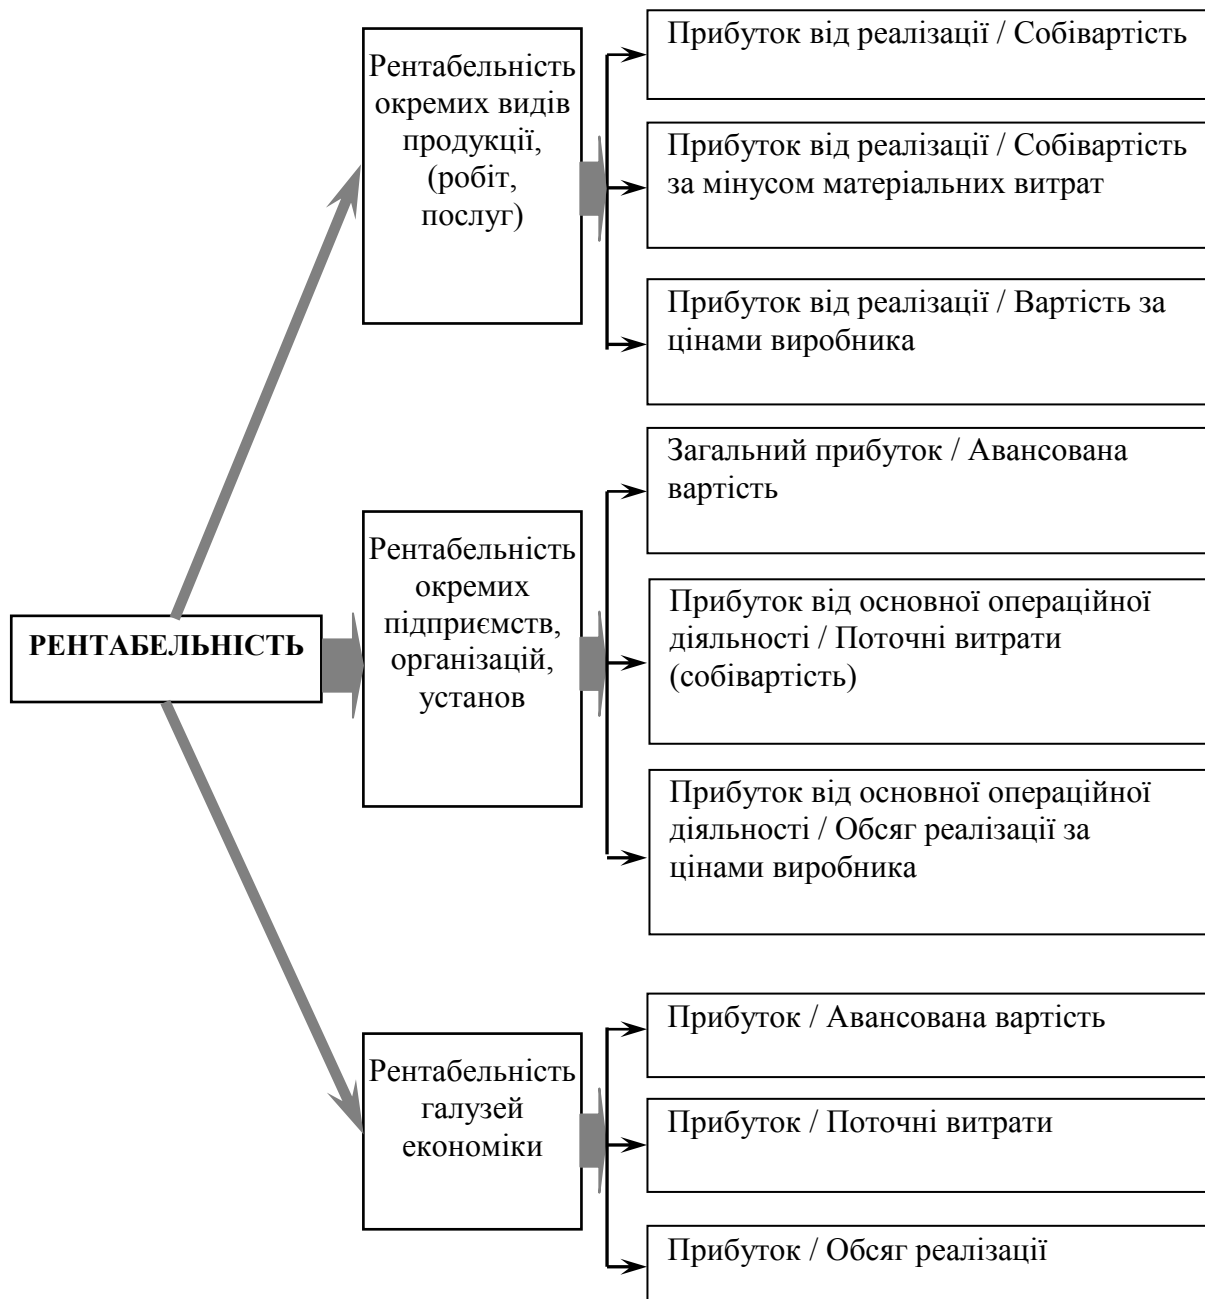 РЕНТАБЕЛЬНІСТЬ
Рентабельність
окремих видів
продукції,
(робіт,
послуг)
Прибуток від реалізації / Собівартість
Прибуток від реалізації / Собівартість
за мінусом матеріальних витрат
Прибуток від реалізації / Вартість за
цінами виробника
Рентабельність
окремих
підприємств,
організацій,
установ
Загальний прибуток / Авансована
вартість
Прибуток від основної операційної
діяльності / Поточні витрати
(собівартість)
Прибуток від основної операційної
діяльності / Обсяг реалізації за
цінами виробника
Рентабельність
галузей
економіки
Прибуток / Авансована вартість
Прибуток / Поточні витрати
Прибуток / Обсяг реалізації